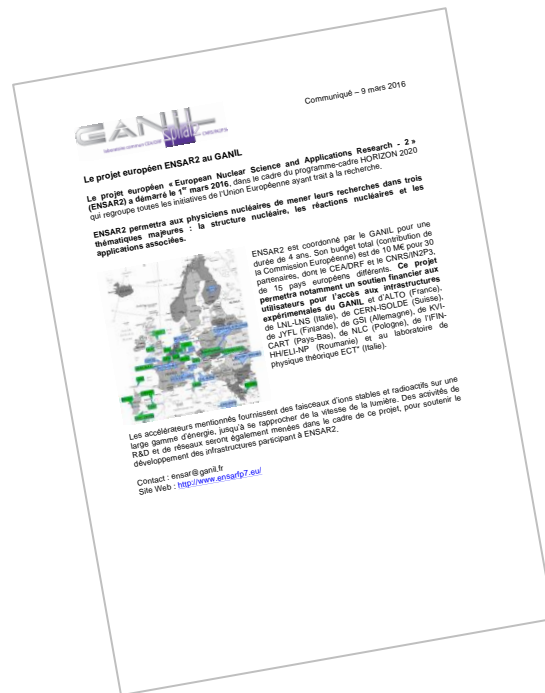 Communiqué – 9 mars 2016
GANIL
spiral2
Le projet européen ENSAR2 au GANIL
Le projet européen « European Nuclear Science and Applications Research - 2 »
(ENSAR2) a démarré le 1er mars 2016, dans le cadre du programme-cadre HORIZON 2020
qui regroupe toutes les initiatives de l'Union Européenne ayant trait à la recherche.
ENSAR2 permettra aux physiciens nucléaires de mener leurs recherches dans trois
thématiques majeures : la structure nucléaire, les réactions nucléaires et les
applications associées.
ENSAR2 est coordonné par le GANIL pour une
durée de 4 ans. Son budget total (contribution de
la Commission Européenne) est de 10 M€ pour 30
partenaires, dont le CEA/DRF et le CNRS/IN2P3,
de 15 pays européens différents. Ce projet
permettra notamment un soutien financier aux
utilisateurs pour l'accès aux infrastructures
expérimentales du GANIL et d'ALTO (France),
de LNL-LNS (Italie), de CERN-ISOLDE (Suisse),
de JYFL (Finlande), de GSI (Allemagne), de KVI-
CART (Pays-Bas), de NLC (Pologne), de l'IFIN-
HH/ELI-NP (Roumanie) et au laboratoire de
physique théorique ECT* (Italie).
Les accélérateurs mentionnés fournissent des faisceaux d'ions stables et radioactifs sur une
large gamme d'énergie, jusqu'à se rapprocher de la vitesse de la lumière. Des activités de
R&D et de réseaux seront également menées dans le cadre de ce projet, pour soutenir le
développement des infrastructures participant à ENSAR2.
Contact : ensar@ganil.fr
Site Web : http://www.ensarfp7.eu/